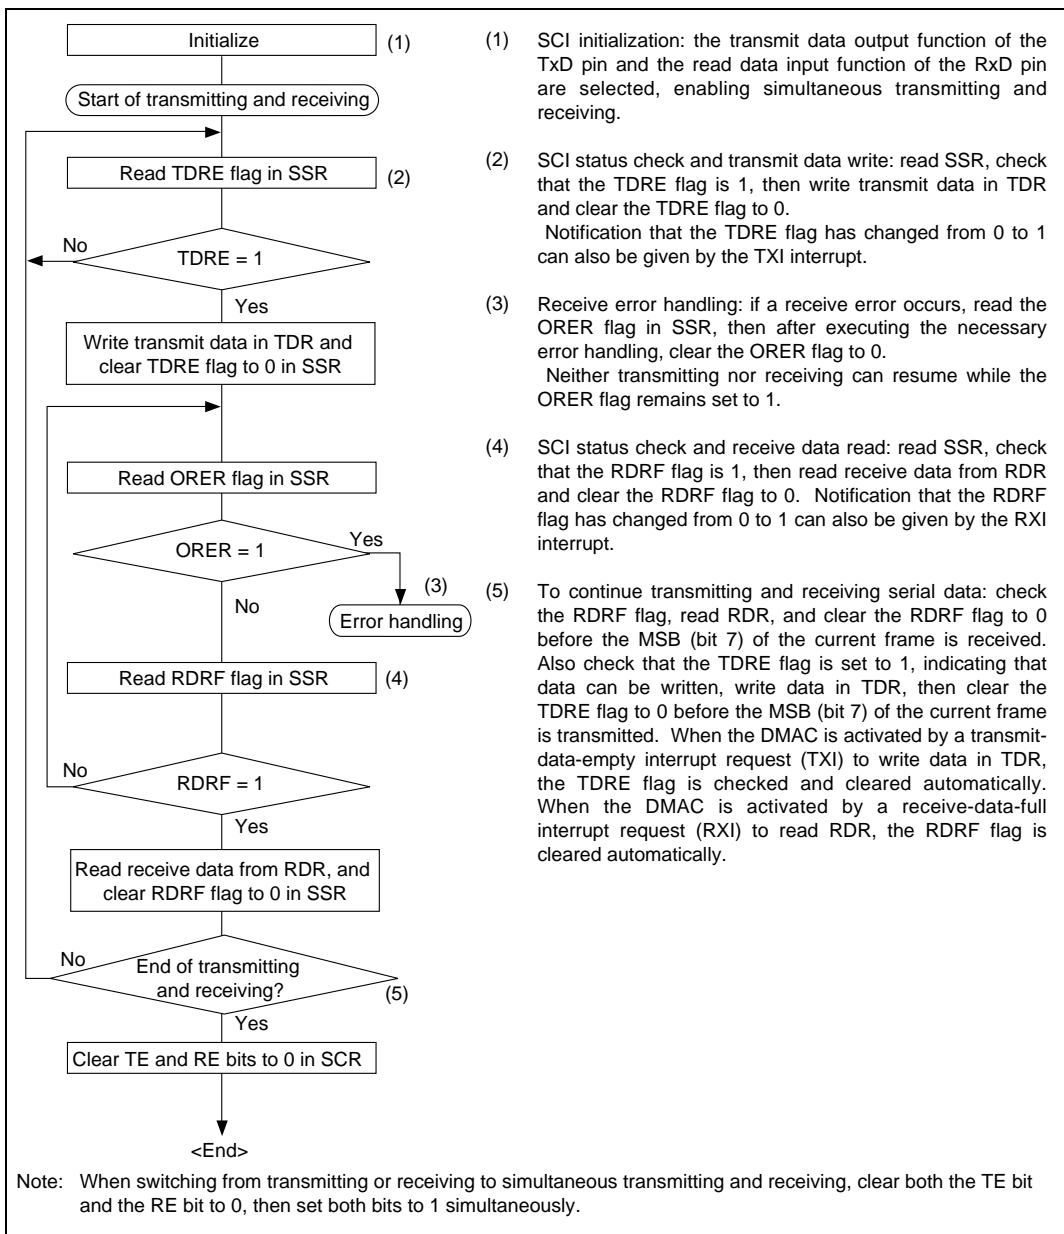 Initialize
(1)
Start of transmitting and receiving
Read TDRE flag in SSR
(2)
No
TDRE = 1
Yes
Write transmit data in TDR and
clear TDRE flag to 0 in SSR
Read ORER flag in SSR
Yes
ORER = 1
No
(3)
Error handling
Read RDRF flag in SSR
(4)
No
RDRF = 1
Yes
Read receive data from RDR, and
clear RDRF flag to 0 in SSR
No
End of transmitting
and receiving?
(5)
Yes
Clear TE and RE bits to 0 in SCR
<End>
(1) SCI initialization: the transmit data output function of the
TxD pin and the read data input function of the RxD pin
are selected, enabling simultaneous transmitting and
receiving.
(2) SCI status check and transmit data write: read SSR, check
that the TDRE flag is 1, then write transmit data in TDR
and clear the TDRE flag to 0.
Notification that the TDRE flag has changed from 0 to 1
can also be given by the TXI interrupt.
(3) Receive error handling: if a receive error occurs, read the
ORER flag in SSR, then after executing the necessary
error handling, clear the ORER flag to 0.
Neither transmitting nor receiving can resume while the
ORER flag remains set to 1.
(4) SCI status check and receive data read: read SSR, check
that the RDRF flag is 1, then read receive data from RDR
and clear the RDRF flag to 0. Notification that the RDRF
flag has changed from 0 to 1 can also be given by the RXI
interrupt.
(5) To continue transmitting and receiving serial data: check
the RDRF flag, read RDR, and clear the RDRF flag to 0
before the MSB (bit 7) of the current frame is received.
Also check that the TDRE flag is set to 1, indicating that
data can be written, write data in TDR, then clear the
TDRE flag to 0 before the MSB (bit 7) of the current frame
is transmitted. When the DMAC is activated by a transmit-
data-empty interrupt request (TXI) to write data in TDR,
the TDRE flag is checked and cleared automatically.
When the DMAC is activated by a receive-data-full
interrupt request (RXI) to read RDR, the RDRF flag is
cleared automatically.
Note: When switching from transmitting or receiving to simultaneous transmitting and receiving, clear both the TE bit
and the RE bit to 0, then set both bits to 1 simultaneously.